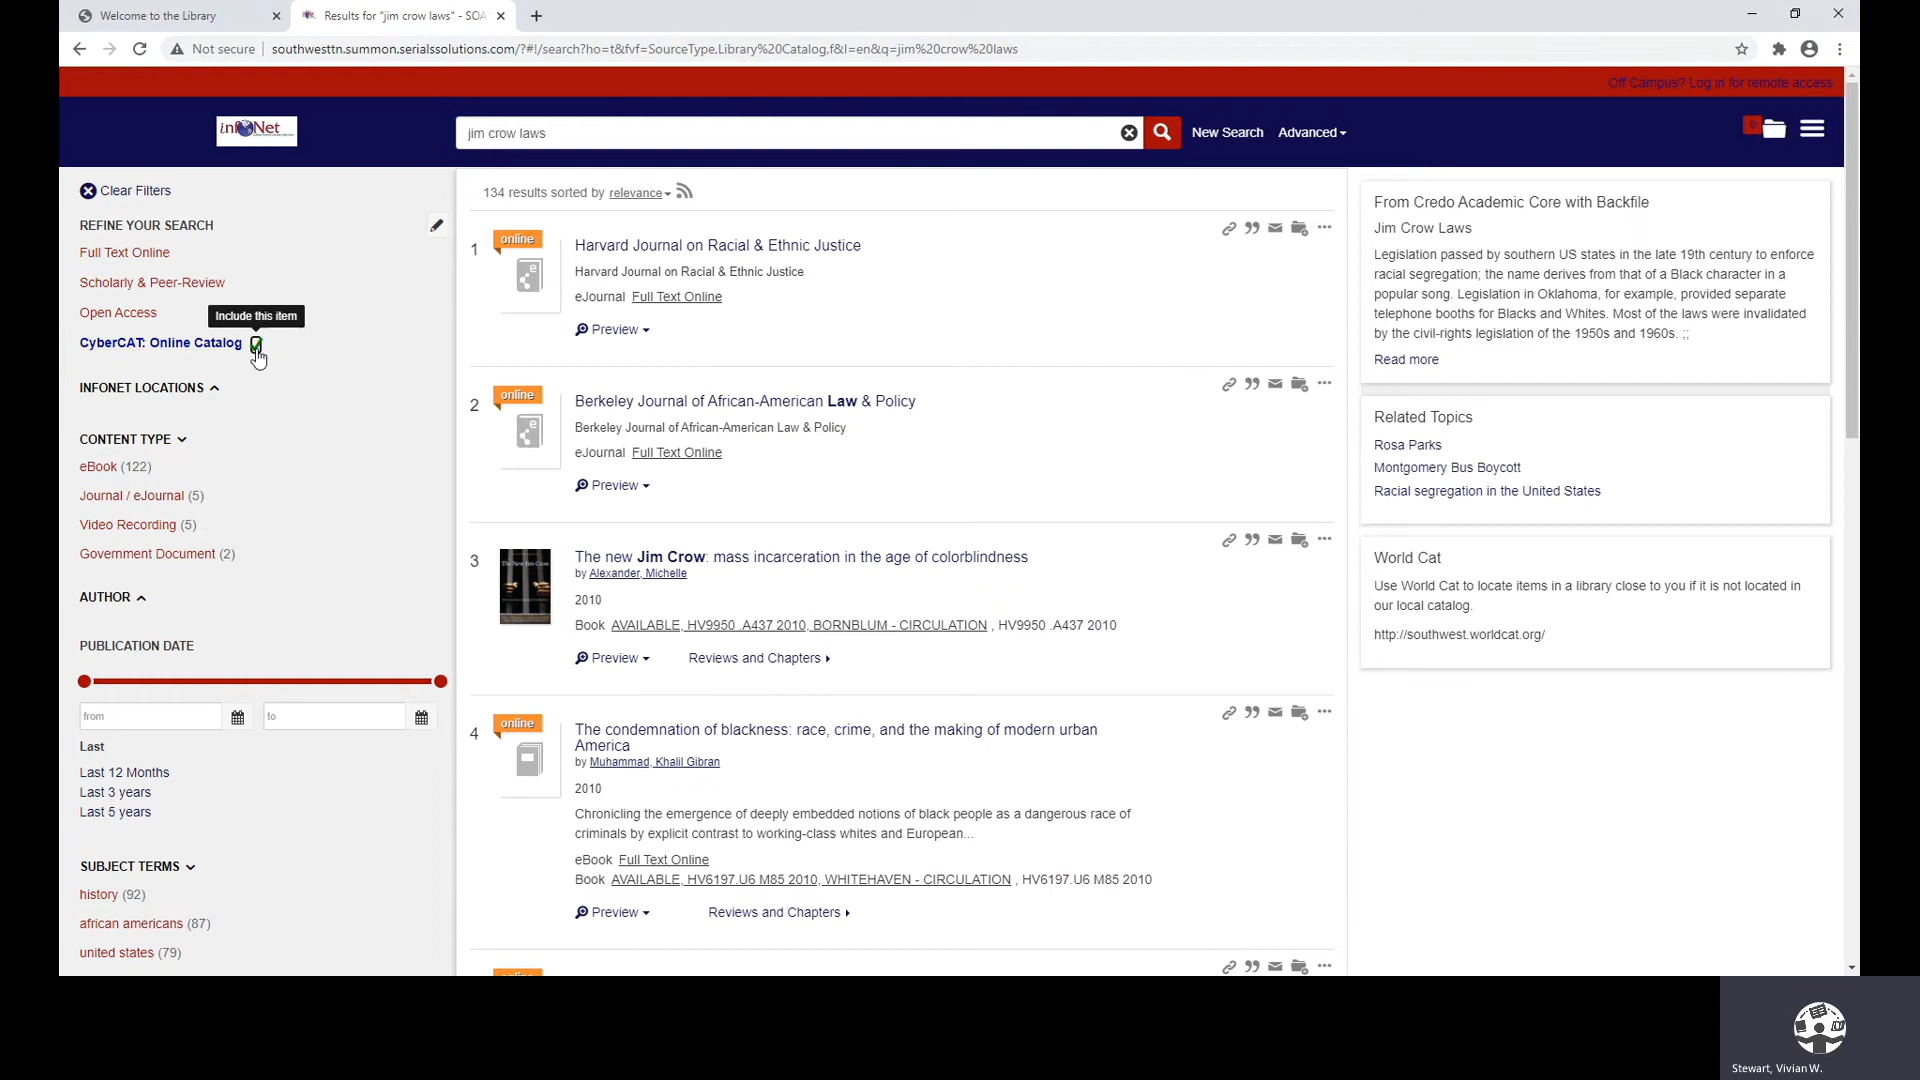 Welcome to the Library
Results for "jim crow laws" - SOA
Not secure southwesttn.summon.serialssolutions.com/?#!/search?ho=t&fvf=SourceType,Library%20Catalog,f&l=en&q=jim%20crow%20laws
Off Campus? Log in for remote access
infoNet
jim crow laws
New Search
Advanced
0
Clear Filters
REFINE YOUR SEARCH
Full Text Online
Scholarly & Peer-Review
Open Access
Include this item
CyberCAT: Online Catalog
INFONET LOCATIONS
CONTENT TYPE
eBook (122)
Journal / eJournal (5)
Video Recording (5)
Government Document (2)
AUTHOR
PUBLICATION DATE
from
to
Last
Last 12 Months
Last 3 years
Last 5 years
SUBJECT TERMS
history (92)
african americans (87)
united states (79)
134 results sorted by relevance
1
online
Harvard Journal on Racial & Ethnic Justice
Harvard Journal on Racial & Ethnic Justice
eJournal Full Text Online
Preview
2
online
Berkeley Journal of African-American Law & Policy
Berkeley Journal of African-American Law & Policy
eJournal Full Text Online
Preview
3
The New Jim Crow
The new Jim Crow: mass incarceration in the age of colorblindness
by Alexander, Michelle
2010
Book AVAILABLE, HV9950 .A437 2010, BORNBLUM - CIRCULATION , HV9950 .A437 2010
Preview Reviews and Chapters
4
online
The condemnation of blackness: race, crime, and the making of modern urban
America
by Muhammad, Khalil Gibran
2010
Chronicling the emergence of deeply embedded notions of black people as a dangerous race of
criminals by explicit contrast to working-class whites and European...
eBook Full Text Online
Book AVAILABLE, HV6197.U6 M85 2010, WHITEHAVEN - CIRCULATION , HV6197.U6 M85 2010
Preview Reviews and Chapters
online
From Credo Academic Core with Backfile
Jim Crow Laws
Legislation passed by southern US states in the late 19th century to enforce
racial segregation; the name derives from that of a Black character in a
popular song. Legislation in Oklahoma, for example, provided separate
telephone booths for Blacks and Whites. Most of the laws were invalidated
by the civil-rights legislation of the 1950s and 1960s. ;;
Read more
Related Topics
Rosa Parks
Montgomery Bus Boycott
Racial segregation in the United States
World Cat
Use World Cat to locate items in a library close to you if it is not located in
our local catalog.
http://southwest.worldcat.org/
Stewart, Vivian W.